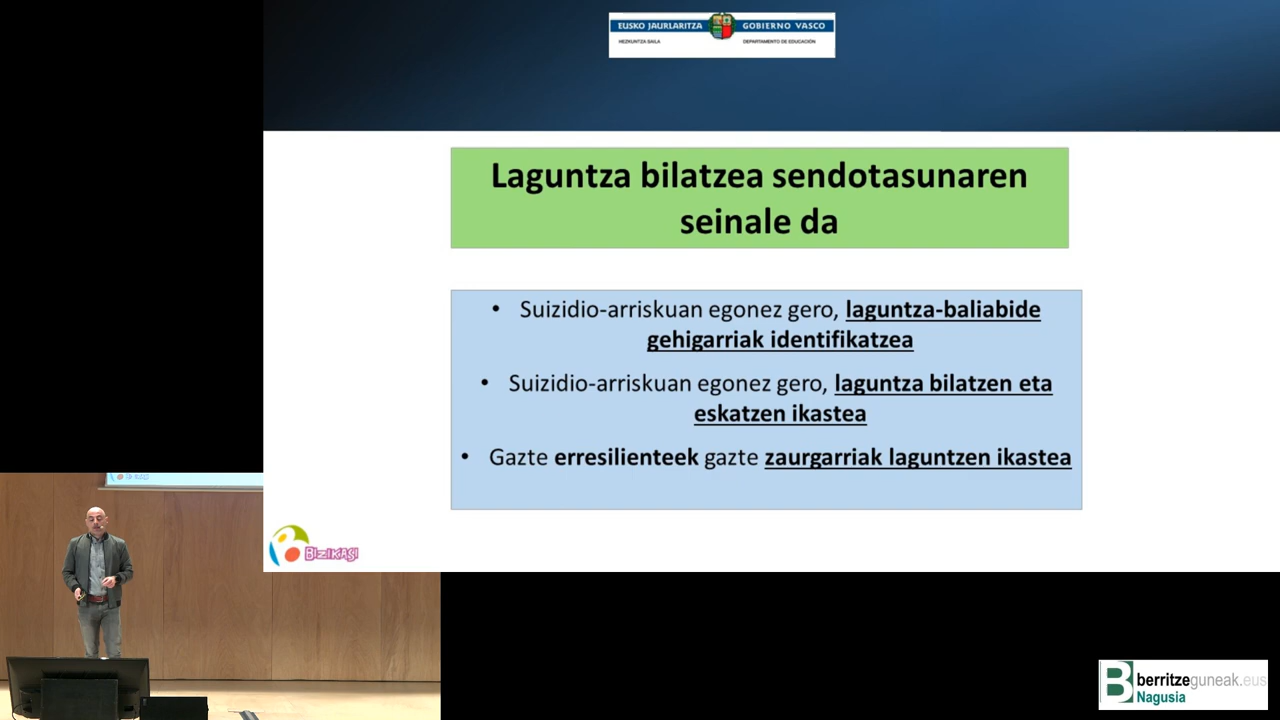 EUSKO JAURLARITZA
GOBIERNO VASCO
HEZKUNTZA SAILA
DEPARTAMENTO DE EDUCACIÓN
Laguntza bilatzea sendotasunaren
seinale da
• Suizidio-arriskuan egonez gero, laguntza-baliabide
gehigarriak identifikatzea
• Suizidio-arriskuan egonez gero, laguntza bilatzen eta
eskatzen ikastea
• Gazte erresilienteek gazte zaurgarriak laguntzen ikastea
BIZIKASI
berritzeguneak.eus
Nagusia